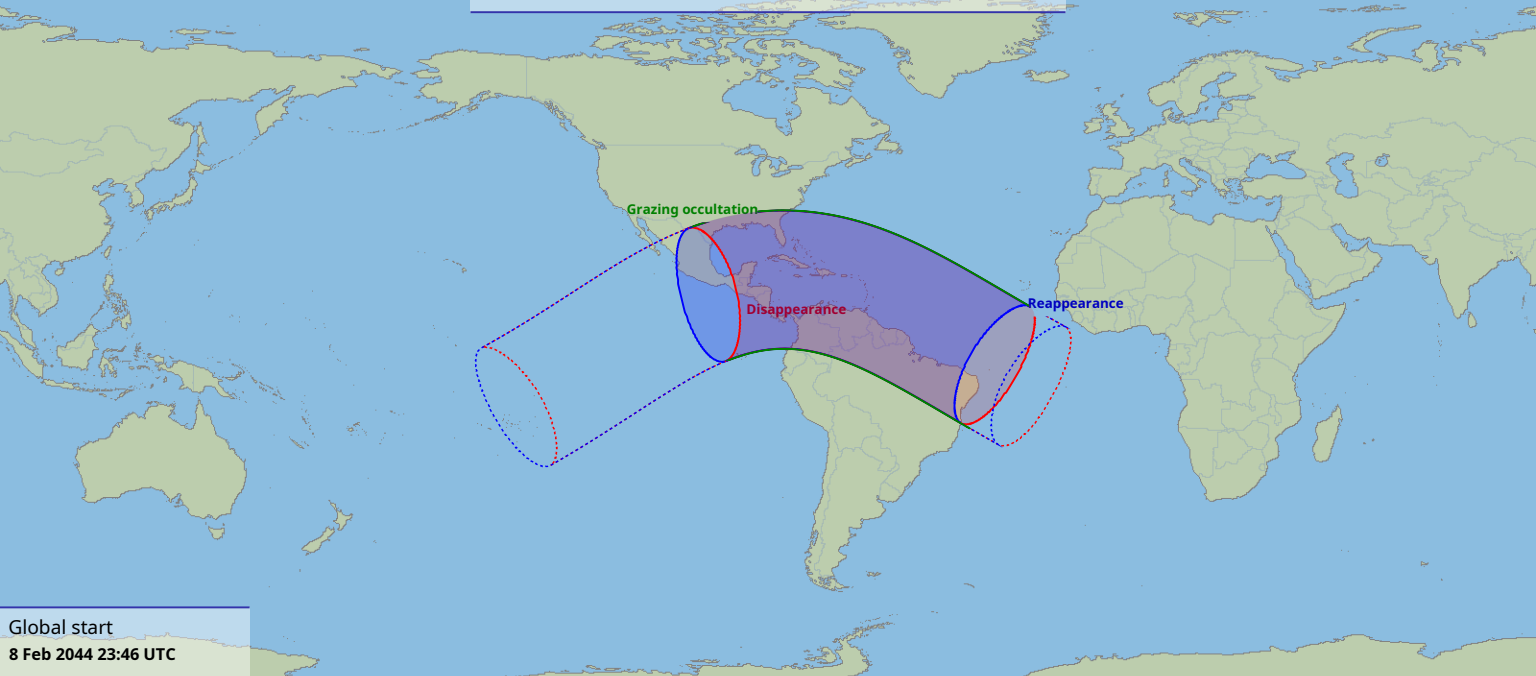 Grazing occultation
Reappearance
Disappearance
Global start
8 Feb 2044 23:46 UTC